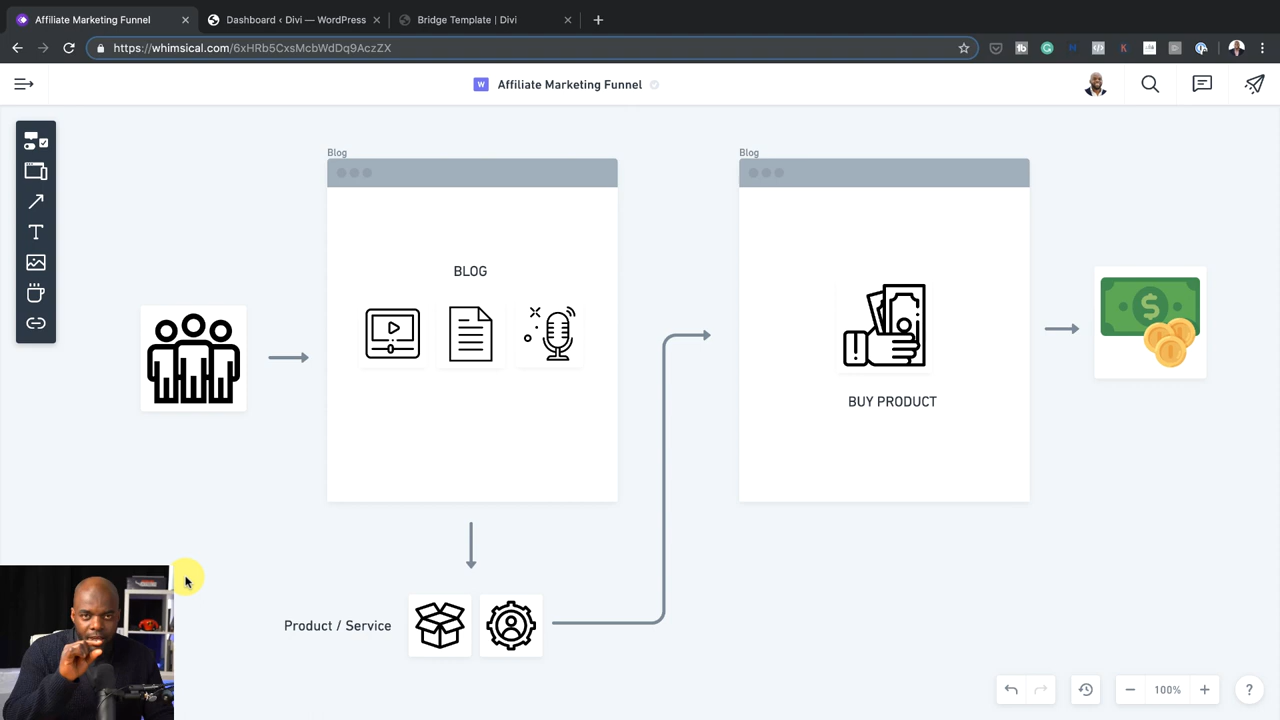 Affiliate Marketing Funnel
Dashboard ‹ Divi — WordPress
Bridge Template | Divi
https://whimsical.com/6xHRb5CxsMcbWdDq9AczZX
W Affiliate Marketing Funnel
Blog
Blog
BLOG
BUY PRODUCT
Product / Service
100%